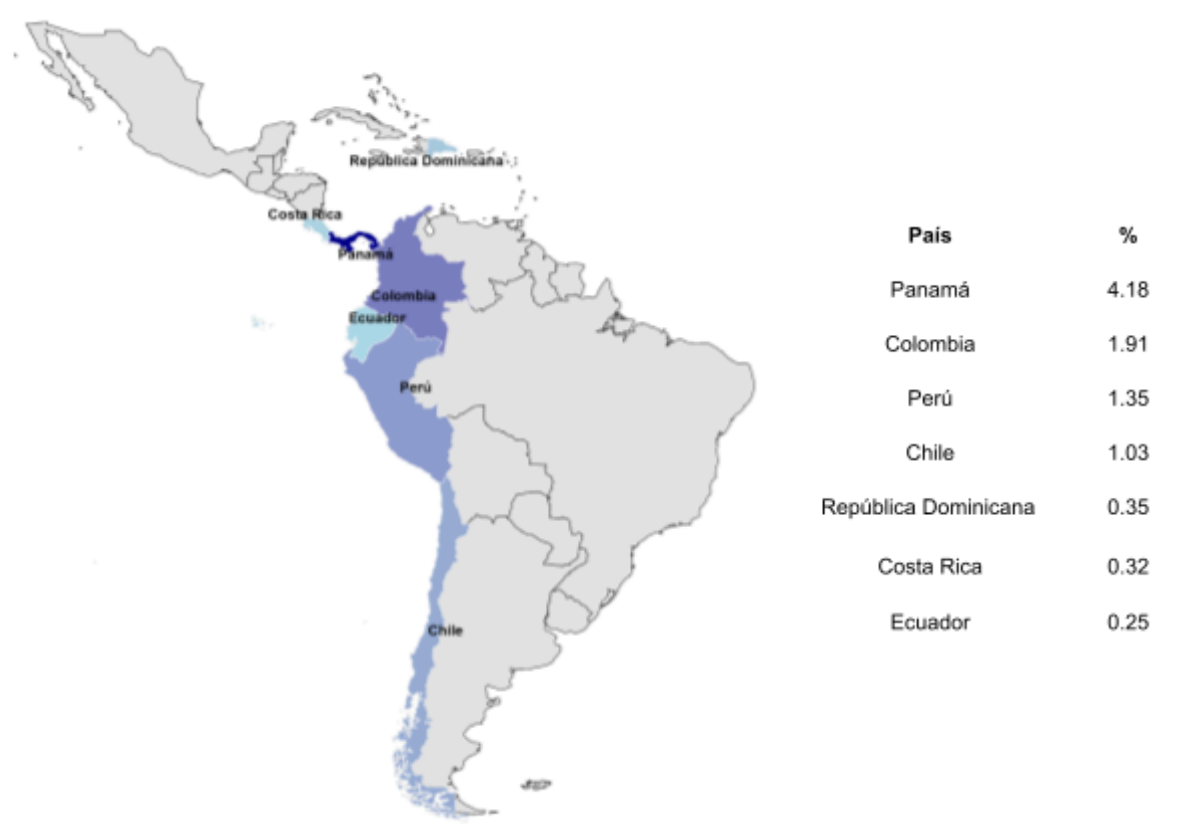 República Dominicana
Costa Rica
Panamá
Colombia
Ecuador
Perú
Chile
País %
Panamá 4.18
Colombia 1.91
Perú 1.35
Chile 1.03
República Dominicana 0.35
Costa Rica 0.32
Ecuador 0.25